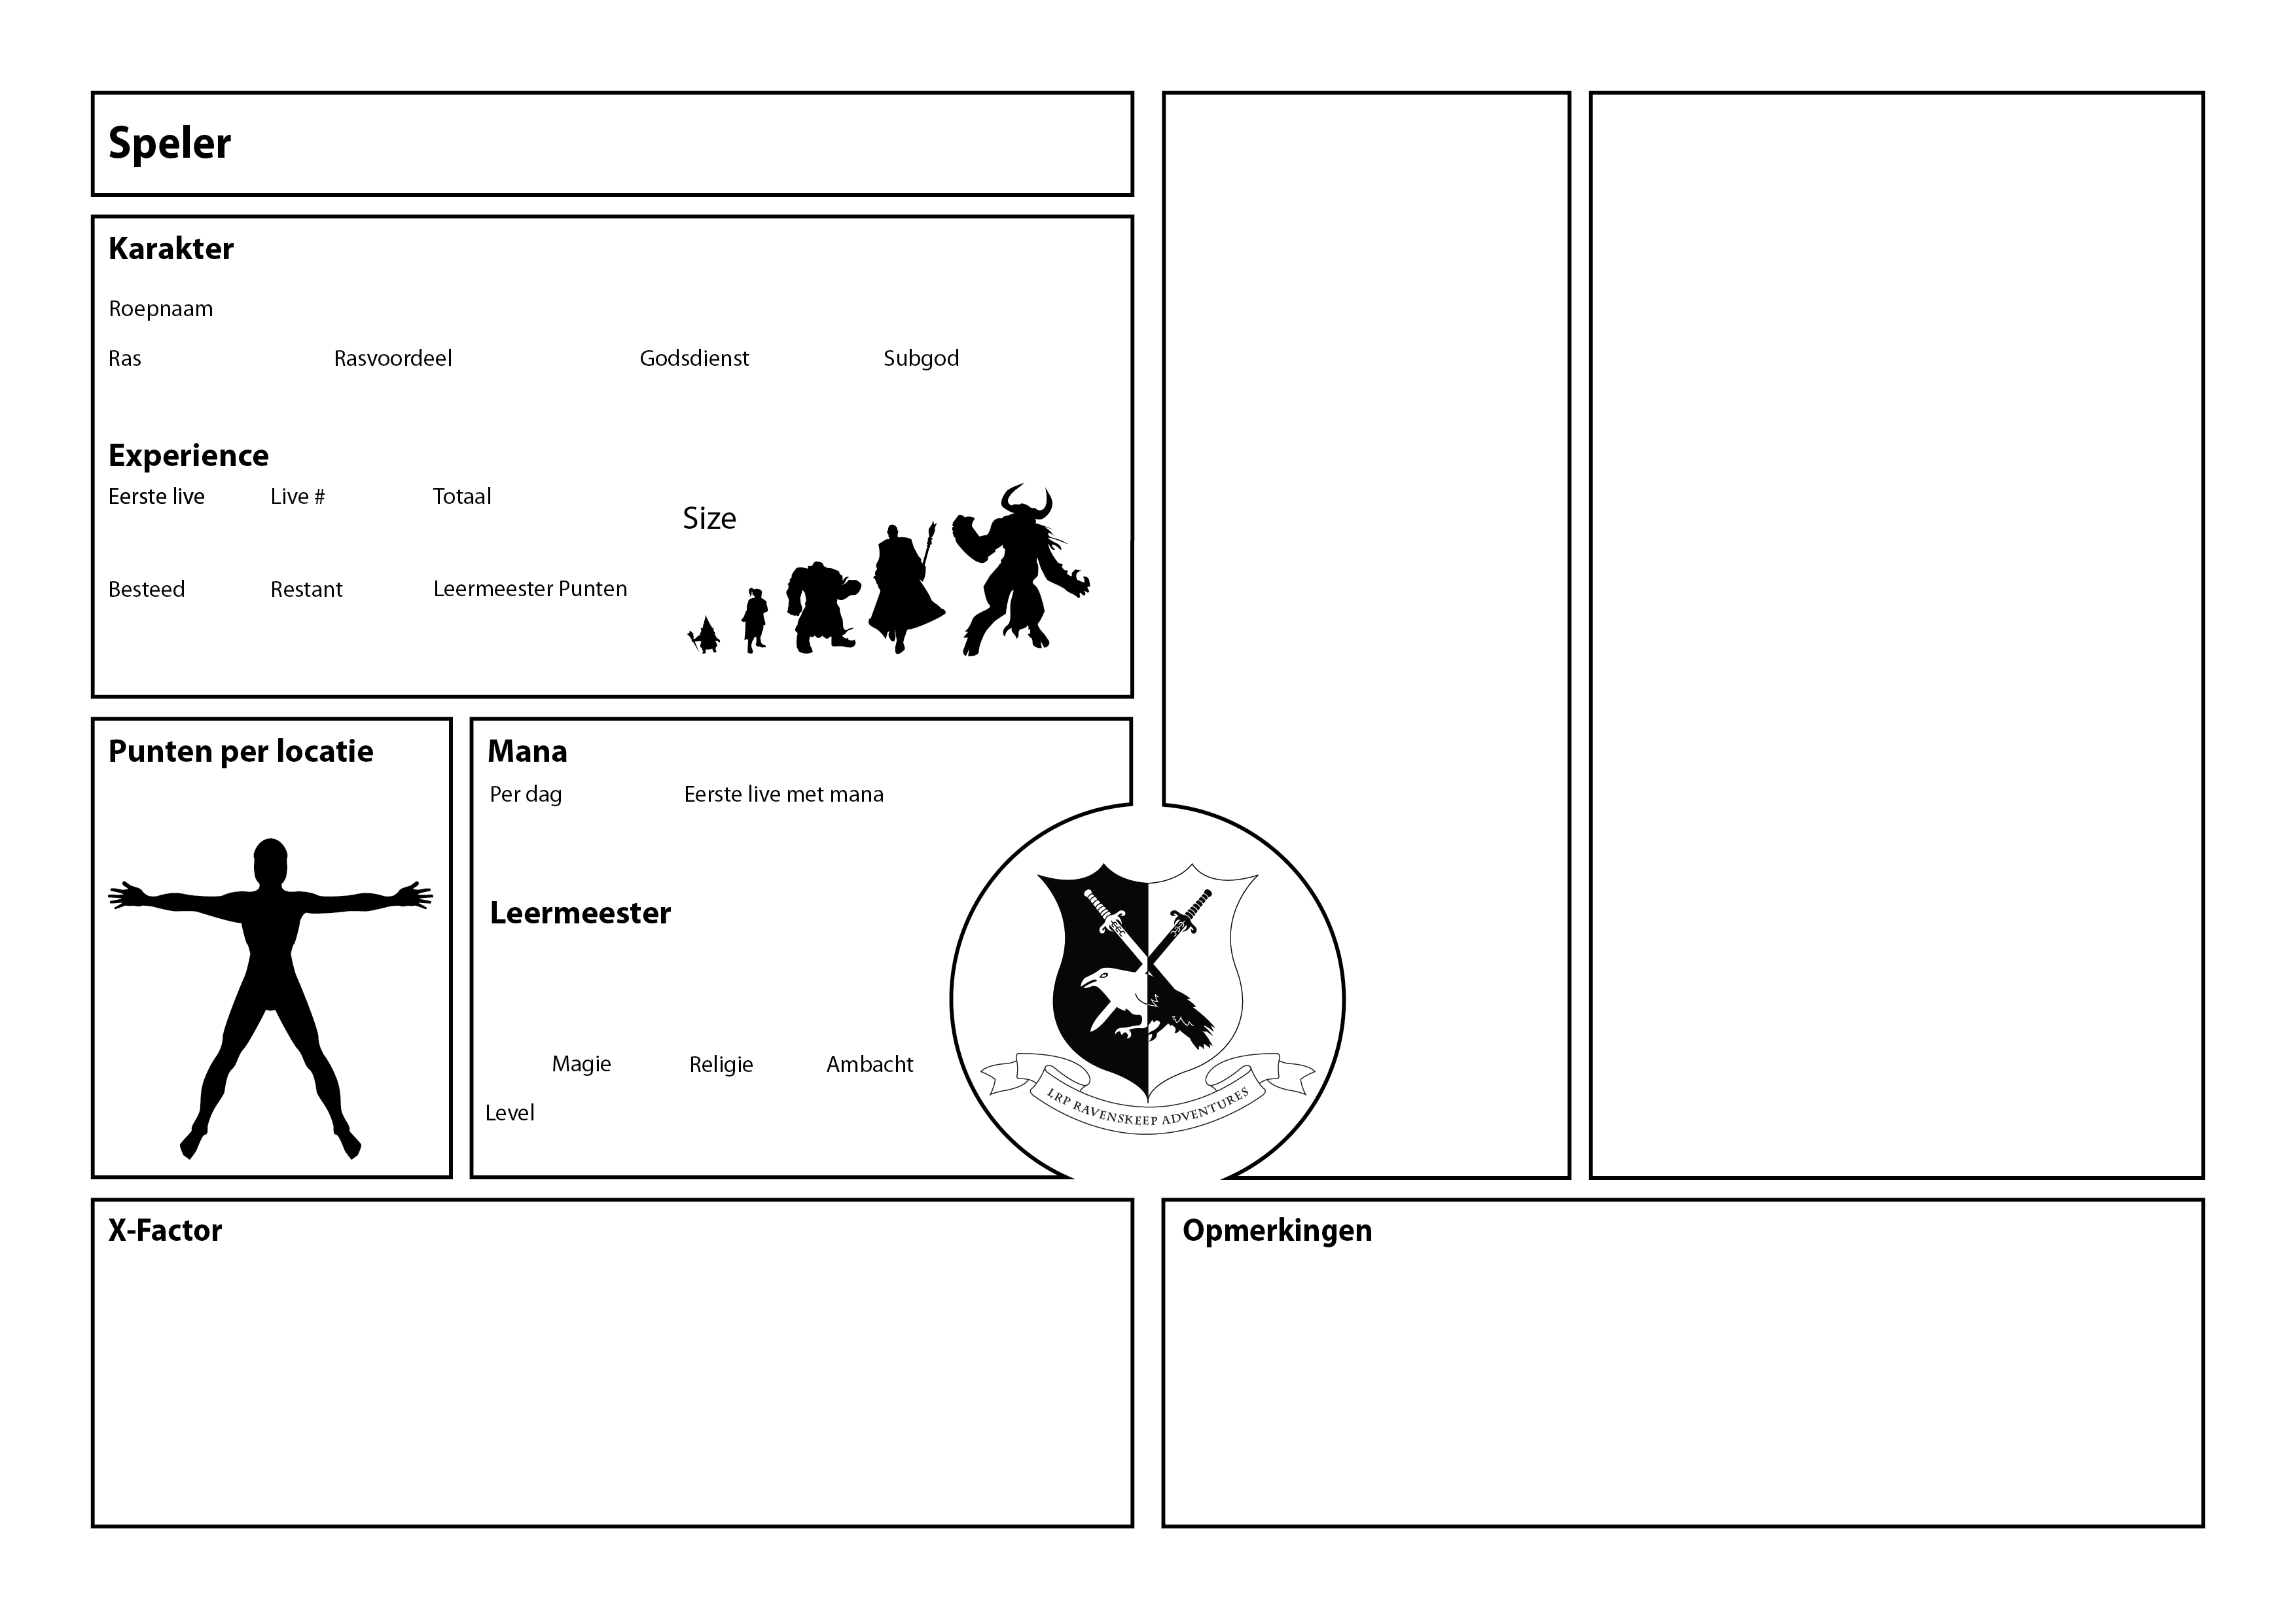 Speler
Karakter
Roepnaam
Ras Rasvoordeel Godsdienst Subgod
Experience
Eerste live Live # Totaal
Size
Besteed Restant Leermeester Punten
Punten per locatie
Mana
Per dag Eerste live met mana
Leermeester
Magie Religie Ambacht
Level
LRP RAVENSKEEP ADVENTURES
X-Factor
Opmerkingen